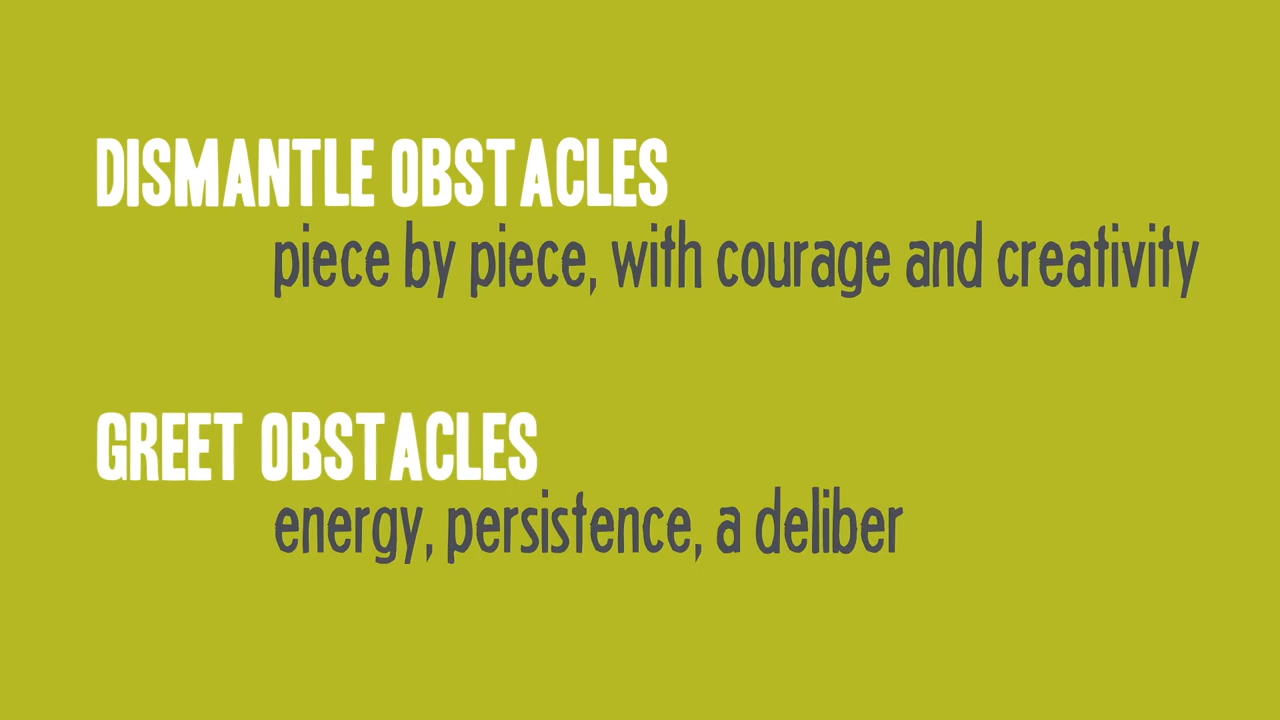 DISMANTLE OBSTACLES
piece by piece, with courage and creativity
GREET OBSTACLES
energy, persistence, a deliber